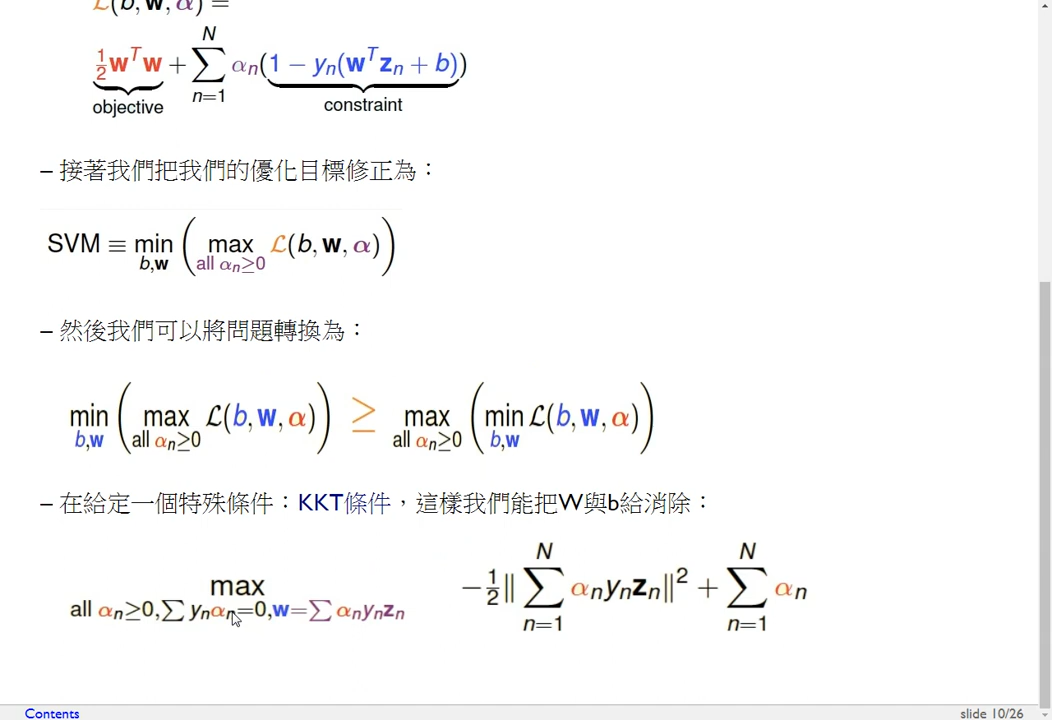 ℒ(b, w, α) =
½wᵀw + ∑ₙ₌₁ᴺ αₙ(1 − yₙ(wᵀzₙ + b))
objective constraint
– 接著我們把我們的優化目標修正為：
SVM ≡ min_{b,w} ( max_{all αₙ≥0} ℒ(b, w, α) )
– 然後我們可以將問題轉換為：
min_{b,w} ( max_{all αₙ≥0} ℒ(b, w, α) ) ≥ max_{all αₙ≥0} ( min_{b,w} ℒ(b, w, α) )
– 在給定一個特殊條件：KKT條件，這樣我們能把W與b給消除：
max_{all αₙ≥0, ∑ yₙαₙ=0, w=∑ αₙyₙzₙ} −½‖∑ₙ₌₁ᴺ αₙyₙzₙ‖² + ∑ₙ₌₁ᴺ αₙ
Contents slide 10/26